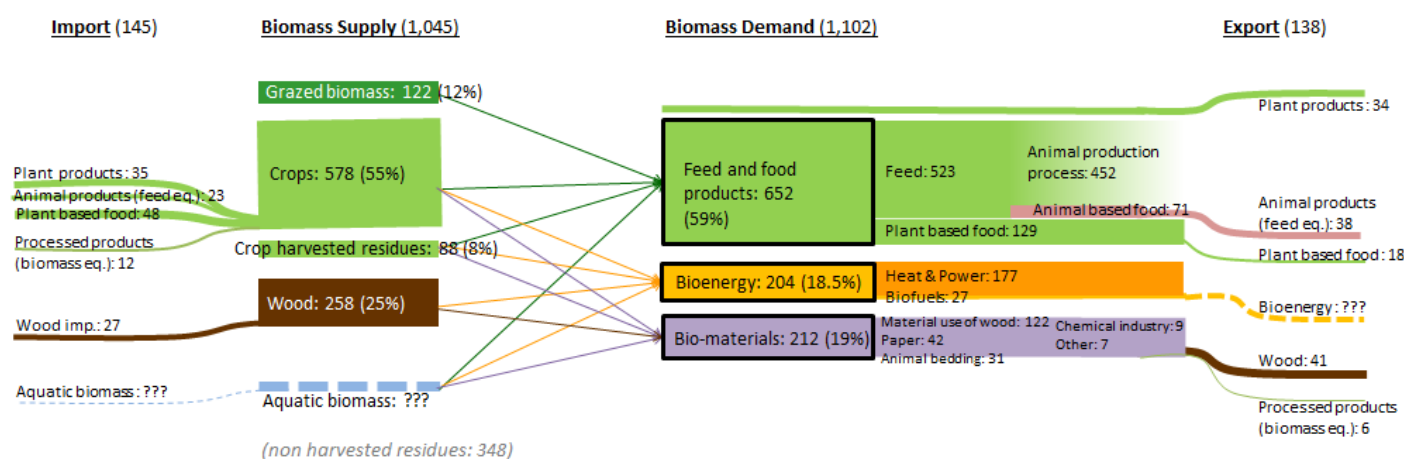 Import (145)
Biomass Supply (1,045)
Biomass Demand (1,102)
Export (138)
Grazed biomass: 122 (12%)
Plant products: 34
Crops: 578 (55%)
Plant products: 35
Animal products (feed eq.): 23
Plant based food: 48
Processed products
(biomass eq.): 12
Crop harvested residues: 88 (8%)
Wood: 258 (25%)
Wood imp.: 27
Aquatic biomass: ???
Aquatic biomass: ???
(non harvested residues: 348)
Feed and food
products: 652
(59%)
Feed: 523
Animal production
process: 452
Animal based food: 71
Plant based food: 129
Animal products
(feed eq.): 38
Plant based food: 18
Bioenergy: 204 (18.5%)
Heat & Power: 177
Biofuels: 27
Bioenergy: ???
Bio-materials: 212 (19%)
Material use of wood: 122
Paper: 42
Animal bedding: 31
Chemical industry: 9
Other: 7
Wood: 41
Processed products
(biomass eq.): 6